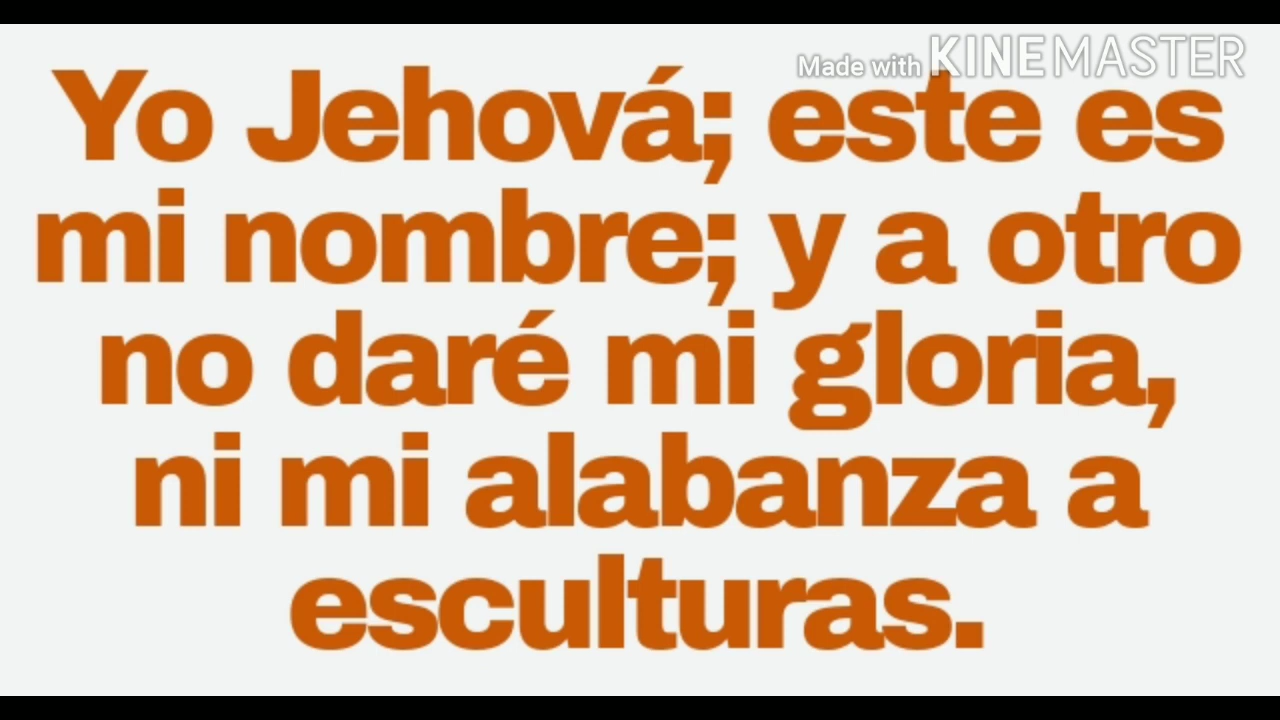 Made with KINEMASTER
Yo Jehová; este es
mi nombre; y a otro
no daré mi gloria,
ni mi alabanza a
esculturas.